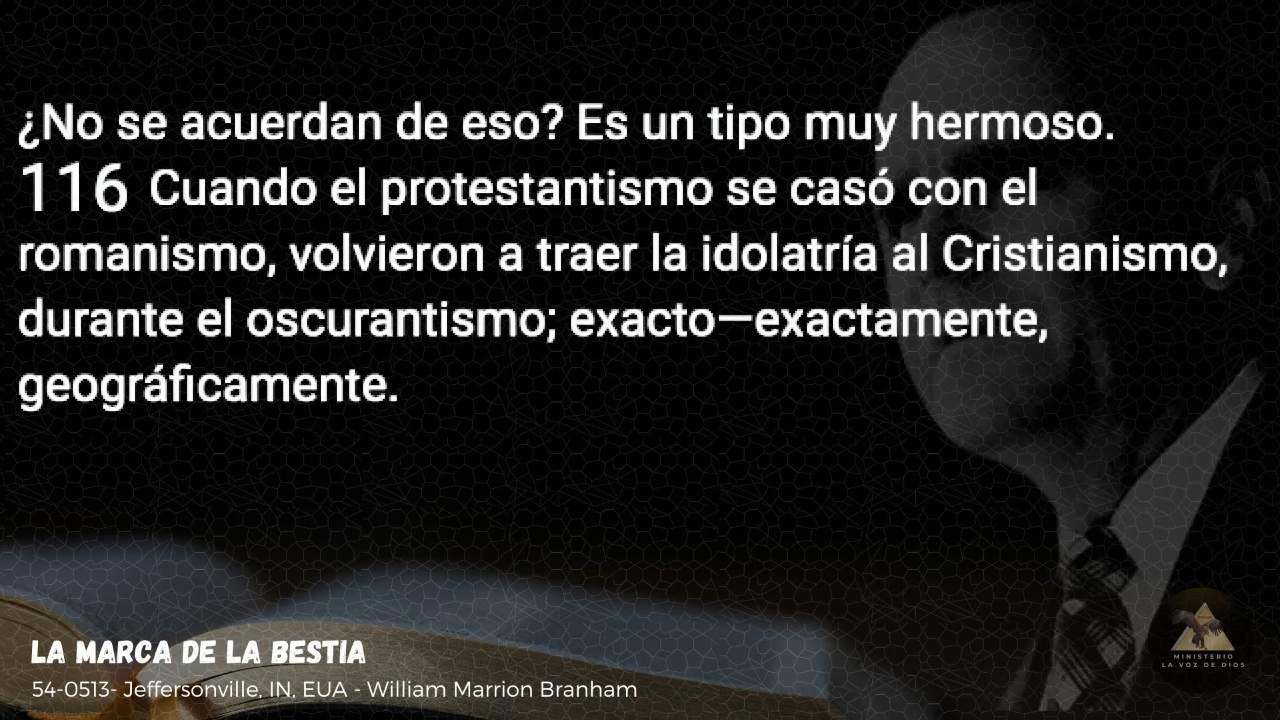 ¿No se acuerdan de eso? Es un tipo muy hermoso.
116 Cuando el protestantismo se casó con el
romanismo, volvieron a traer la idolatría al Cristianismo,
durante el oscurantismo; exacto—exactamente,
geográficamente.
LA MARCA DE LA BESTIA
54-0513- Jeffersonville, IN, EUA - William Marrion Branham
MINISTERIO
LA VOZ DE DIOS